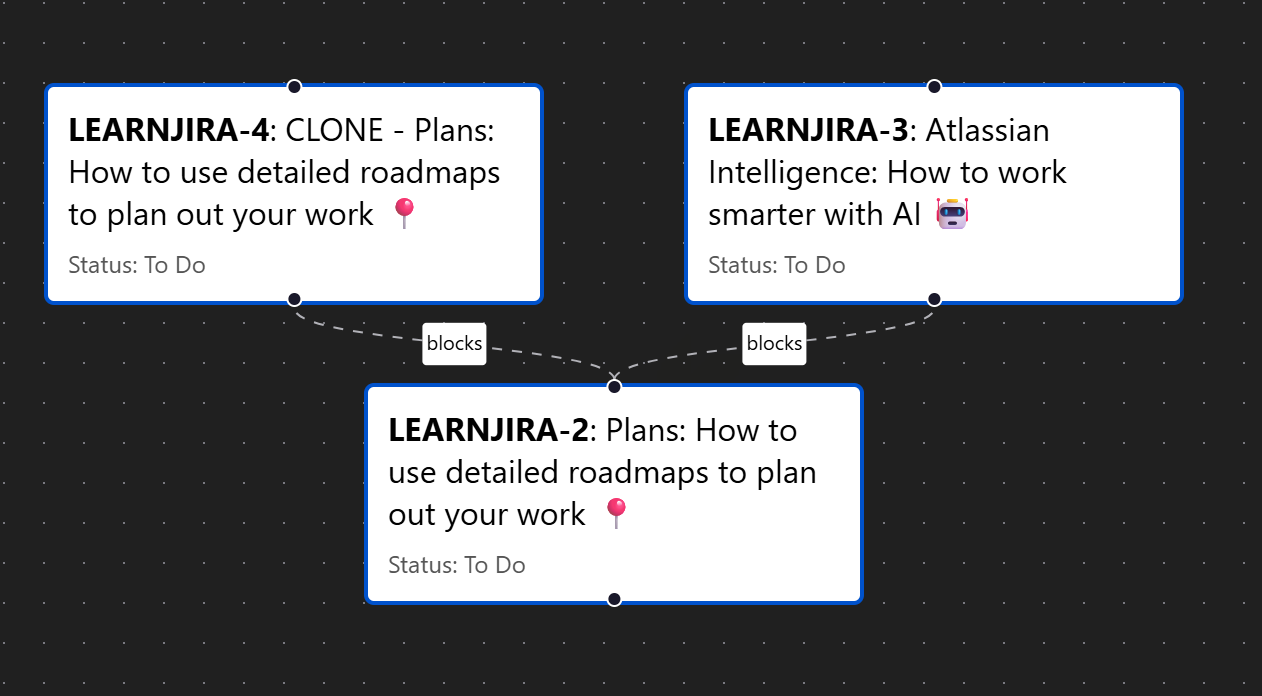 LEARNJIRA-4: CLONE - Plans:
How to use detailed roadmaps
to plan out your work 📍
Status: To Do
LEARNJIRA-3: Atlassian
Intelligence: How to work
smarter with AI 🤖
Status: To Do
blocks
blocks
LEARNJIRA-2: Plans: How to
use detailed roadmaps to plan
out your work 📍
Status: To Do